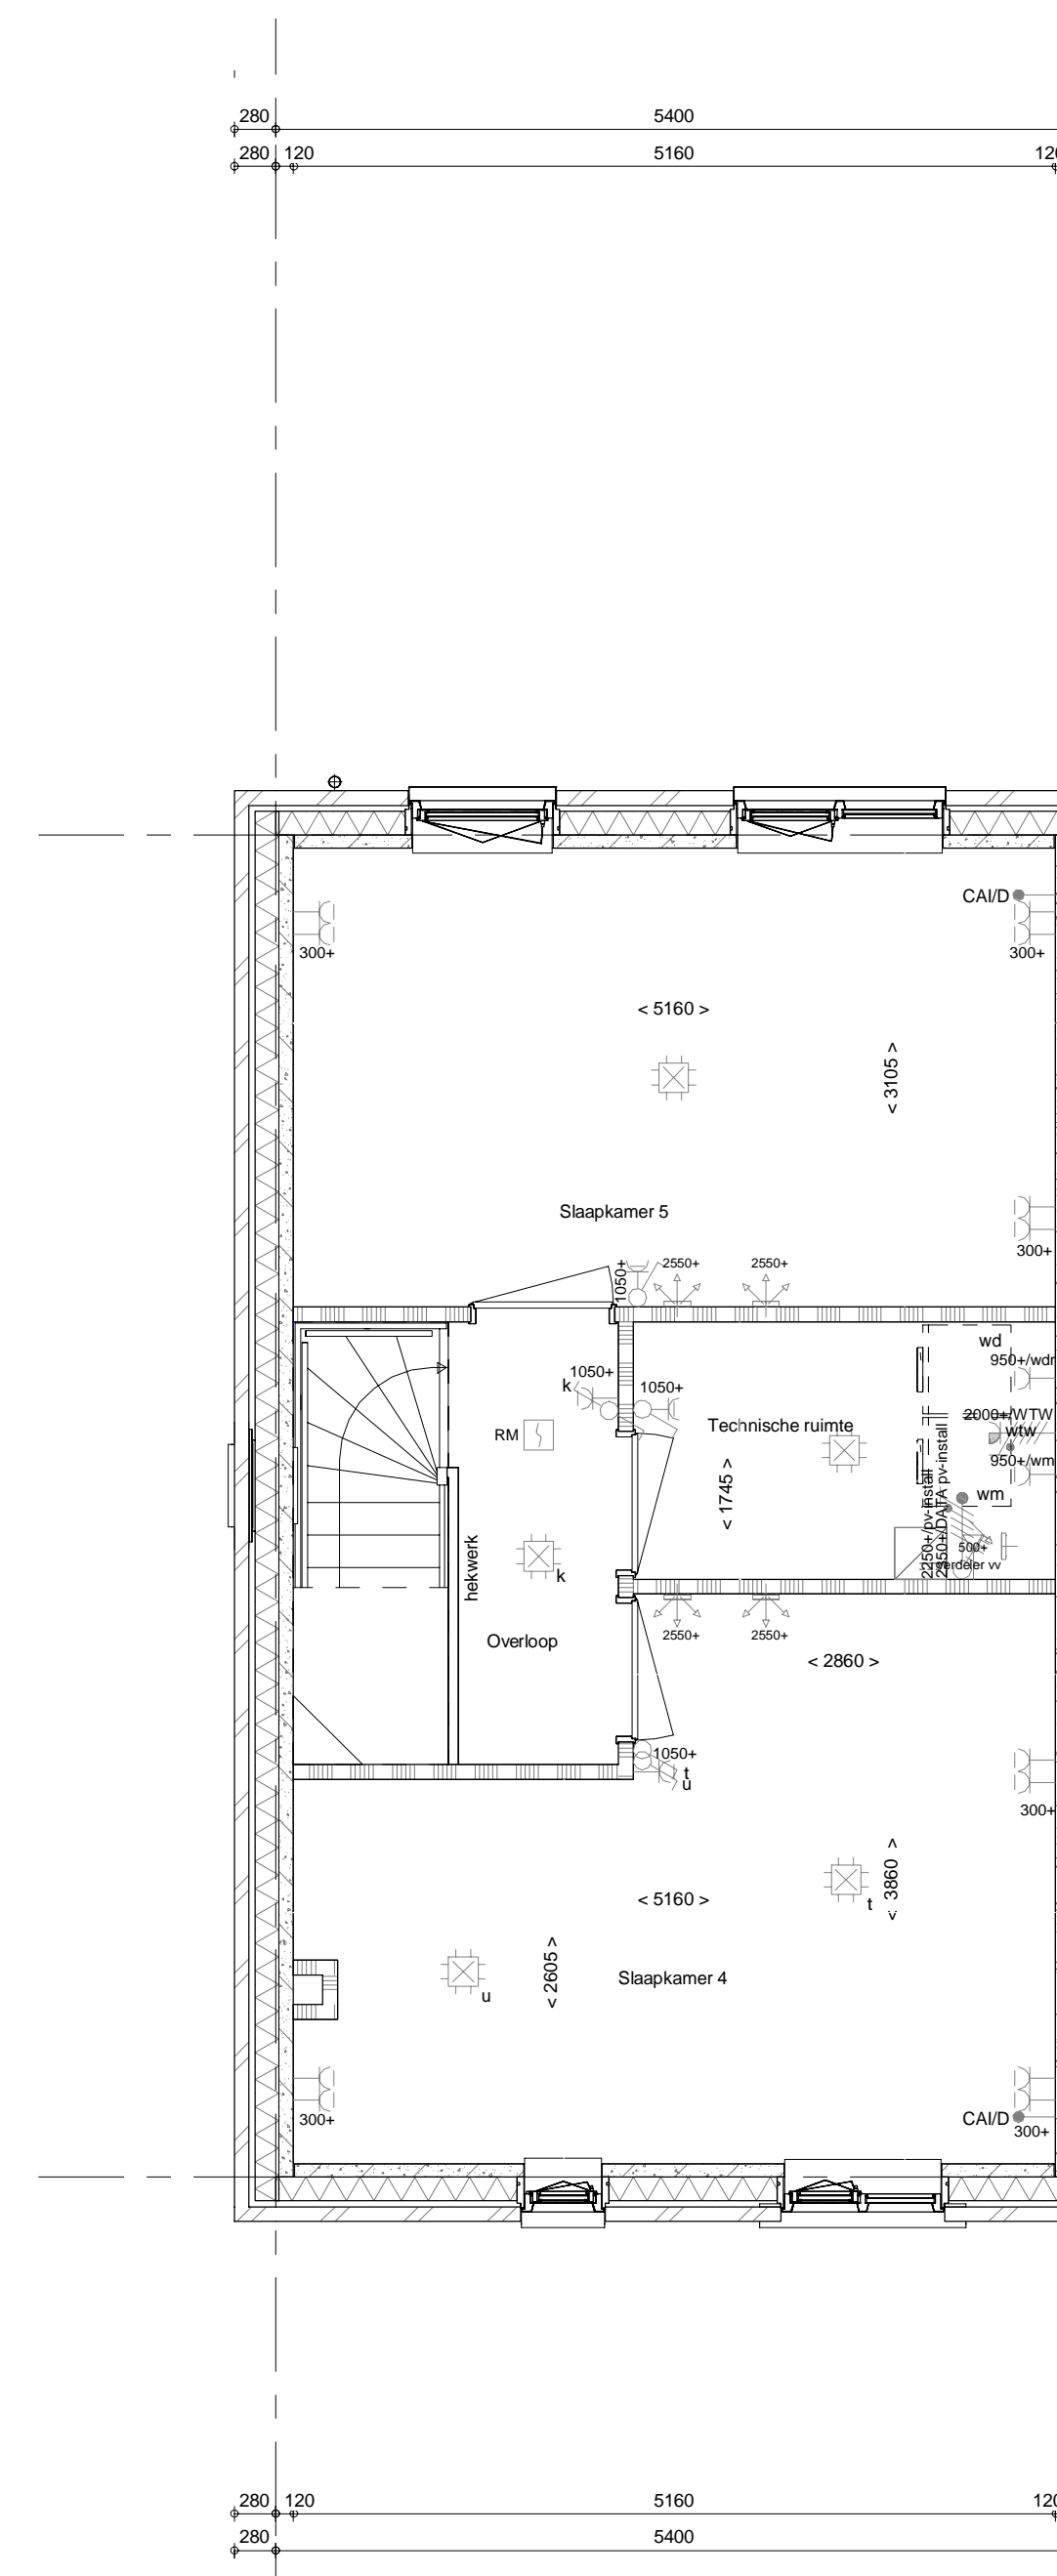 280 5400
280 120 5160 120
CAI/D
300+ 300+
< 5160 >
< 3105 >
Slaapkamer 5
300+
1050+ 2550+ 2550+
wd
950+/wdr
k 1050+ 1050+
2000+/WTW
Technische ruimte
RM
wtw
950+/wm
< 1745 >
wm
2250+/pv-install
2350+/DATA pv-install
500+
verdeler vv
hekwerk
k
2550+ 2550+
Overloop
< 2860 >
1050+
t
u
300+
< 3860 >
< 5160 >
t
< 2605 >
Slaapkamer 4
u
CAI/D
300+ 300+
280 120 5160 120
280 5400